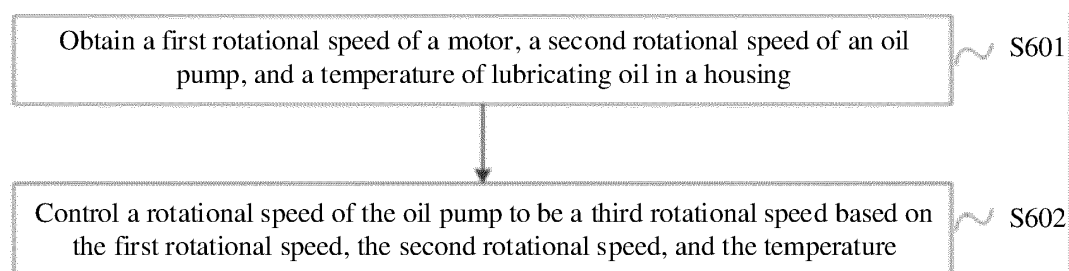 Obtain a first rotational speed of a motor, a second rotational speed of an oil
pump, and a temperature of lubricating oil in a housing
S601
Control a rotational speed of the oil pump to be a third rotational speed based on
the first rotational speed, the second rotational speed, and the temperature
S602